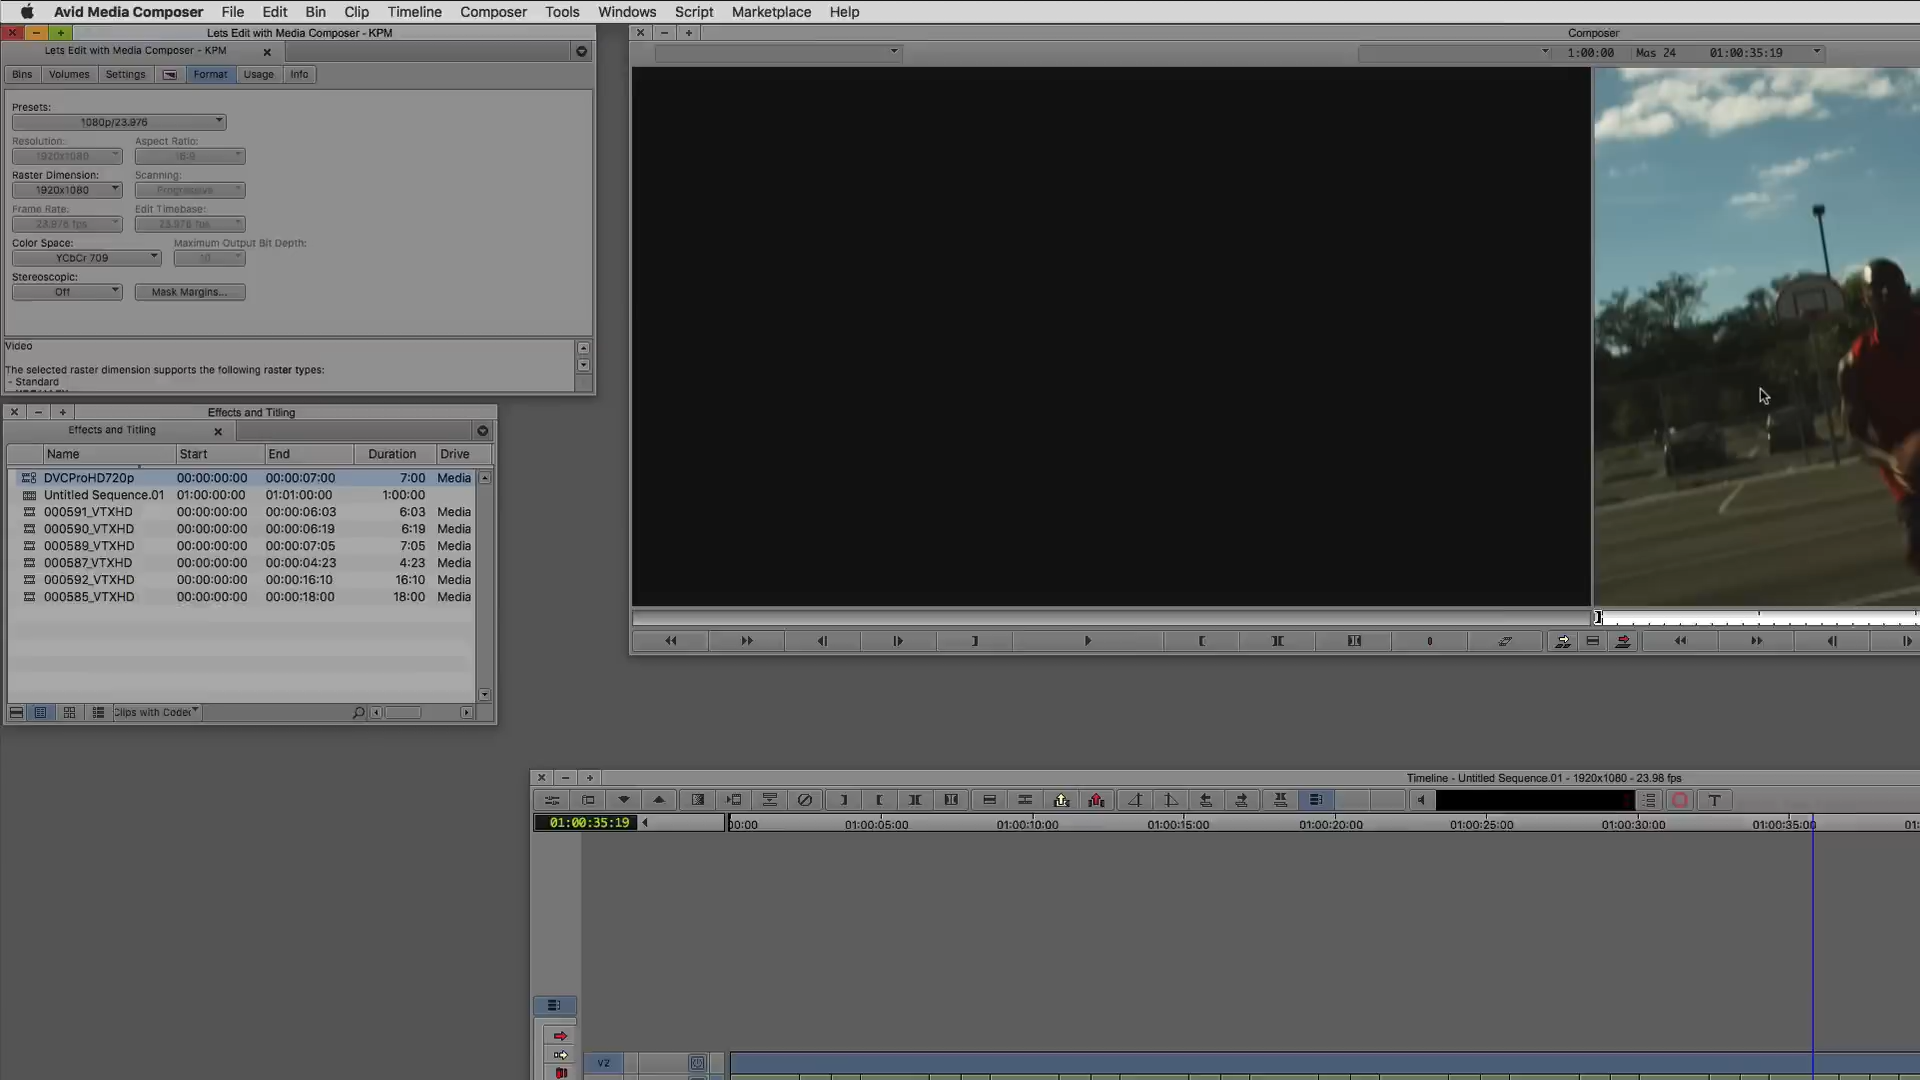 Avid Media Composer File Edit Bin Clip Timeline Composer Tools Windows Script Marketplace Help
Lets Edit with Media Composer - KPM
Lets Edit with Media Composer - KPM
Bins Volumes Settings Format Usage Info
Presets:
1080p/23.976
Resolution: Aspect Ratio:
1920x1080 16:9
Raster Dimension: Scanning:
1920x1080 Progressive
Frame Rate: Edit Timebase:
23.976 fps 23.976 fps
Color Space: Maximum Output Bit Depth:
YCbCr 709 10
Stereoscopic:
Off Mask Margins...
Video
The selected raster dimension supports the following raster types:
- Standard
Effects and Titling
Effects and Titling
Name Start End Duration Drive
DVCProHD720p 00:00:00:00 00:00:07:00 7:00 Media
Untitled Sequence.01 01:00:00:00 01:01:00:00 1:00:00
000591_VTXHD 00:00:00:00 00:00:06:03 6:03 Media
000590_VTXHD 00:00:00:00 00:00:06:19 6:19 Media
000589_VTXHD 00:00:00:00 00:00:07:05 7:05 Media
000587_VTXHD 00:00:00:00 00:00:04:23 4:23 Media
000592_VTXHD 00:00:00:00 00:00:16:10 16:10 Media
000585_VTXHD 00:00:00:00 00:00:18:00 18:00 Media
Clips with Codec
Composer
1:00:00 Mas 24 01:00:35:19
Timeline - Untitled Sequence.01 - 1920x1080 - 23.98 fps
T
01:00:35:19 00:00 01:00:05:00 01:00:10:00 01:00:15:00 01:00:20:00 01:00:25:00 01:00:30:00 01:00:35:00 01:
V2